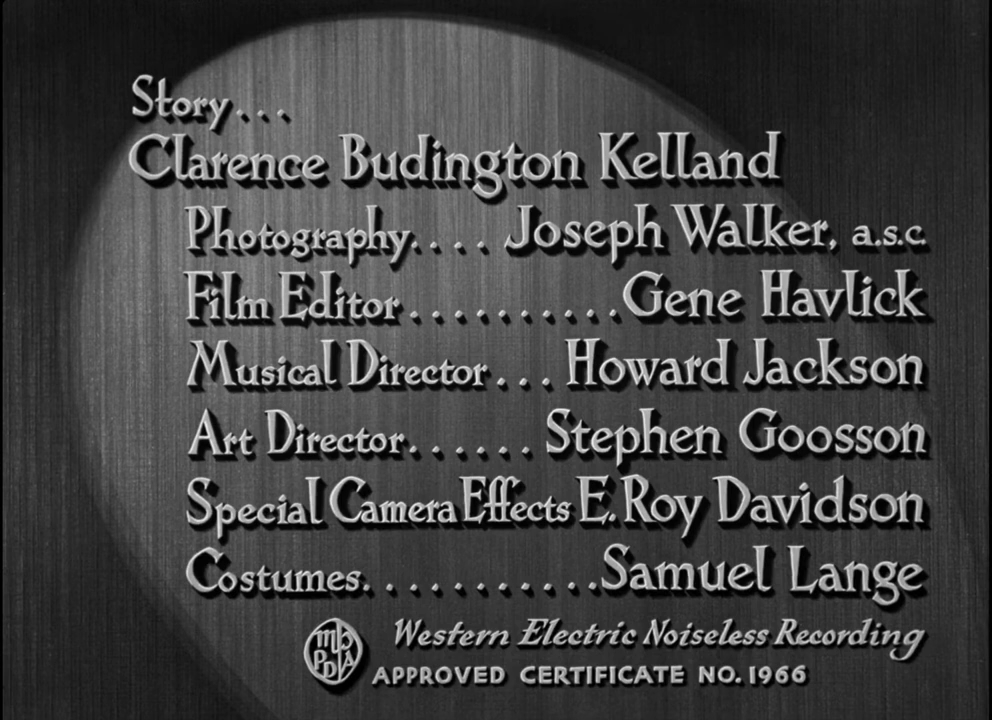 Story...
Clarence Budington Kelland
Photography.... Joseph Walker, a.s.c.
Film Editor..........Gene Havlick
Musical Director... Howard Jackson
Art Director...... Stephen Goosson
Special Camera Effects E. Roy Davidson
Costumes...........Samuel Lange
Western Electric Noiseless Recording
MPPDA
APPROVED CERTIFICATE NO. 1966